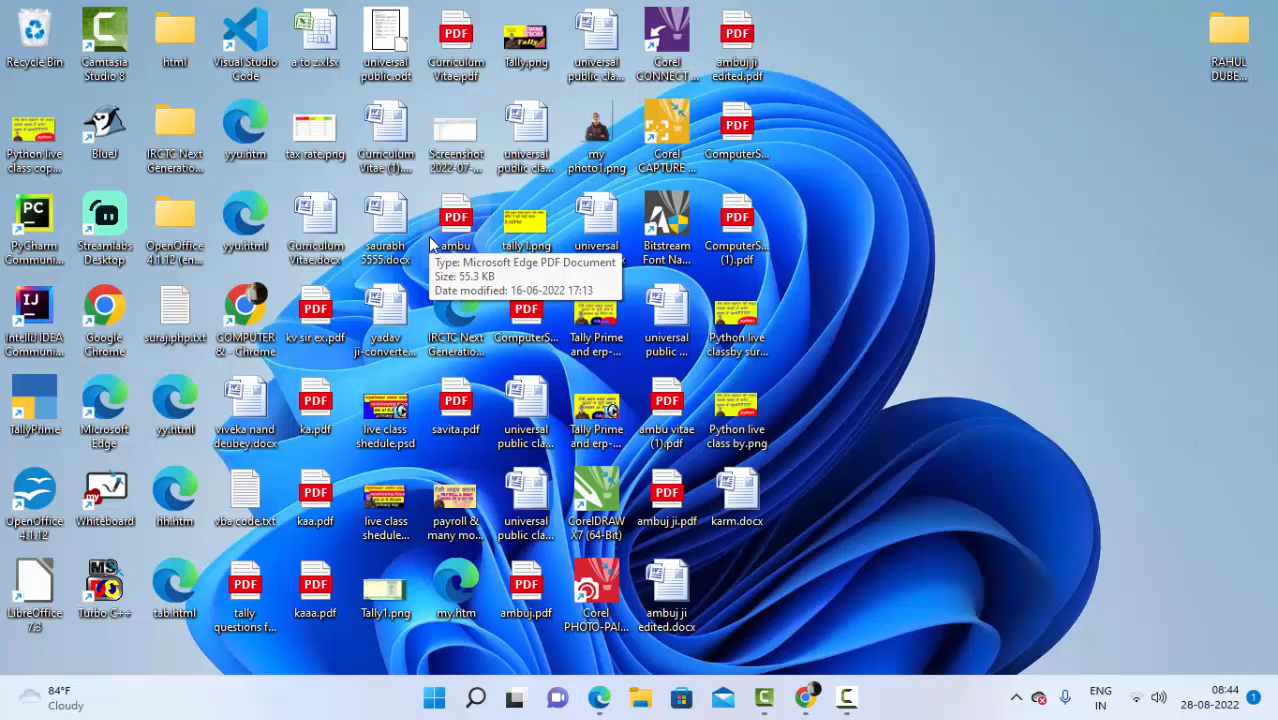 Recycle Bin
Camtasia
Studio 8
html
Visual Studio
Code
a to z.xlsx
universal
public.odt
Curriculum
Vitae.pdf
Tally.png
universal
public cla...
Corel
CONNECT ...
ambuj ji
edited.pdf
RAHUL
DUBE...
Python live
class cop...
BlueJ
IRCTC Next
Generatio...
yyu.htm
tax rate.png
Curriculum
Vitae (1)....
Screenshot
2022-07-...
universal
public cla...
my
photo1.png
Corel
CAPTURE ...
ComputerS...
PyCharm
Communi...
Streamlabs
Desktop
OpenOffice
4.1.12 (en...
yyu.html
Curriculum
Vitae.docx
saurabh
5555.docx
ambu
tally l.png
universal
Bitstream
Font Na...
ComputerS...
(1).pdf
Type: Microsoft Edge PDF Document
Size: 55.3 KB
Date modified: 16-06-2022 17:13
IntelliJ IDEA
Communi...
Google
Chrome
suraj.php.txt
COMPUTER
& - Chrome
kv sir ex.pdf
yadav
ji-converte...
IRCTC Next
Generatio...
ComputerS...
Tally Prime
and erp-...
universal
public ...
Python live
classby sur...
TallyPrime
Microsoft
Edge
yy.html
viveka nand
deubey.docx
ka.pdf
live class
shedule.psd
savita.pdf
universal
public cla...
Tally Prime
and erp-...
ambu vitae
(1).pdf
Python live
class by.png
OpenOffice
4.1.12
Whiteboard
hh.htm
vba code.txt
kaa.pdf
live class
shedule...
payroll &
many mo...
universal
public cla...
CorelDRAW
X7 (64-Bit)
ambuj ji.pdf
karm.docx
LibreOffice
7.3
Turbo C++
tab.html
tally
questions f...
kaaa.pdf
Tally1.png
my.htm
ambuj.pdf
Corel
PHOTO-PAI...
ambuj ji
edited.docx
84°F
Cloudy
ENG
IN
08:44
28-08-2022
1